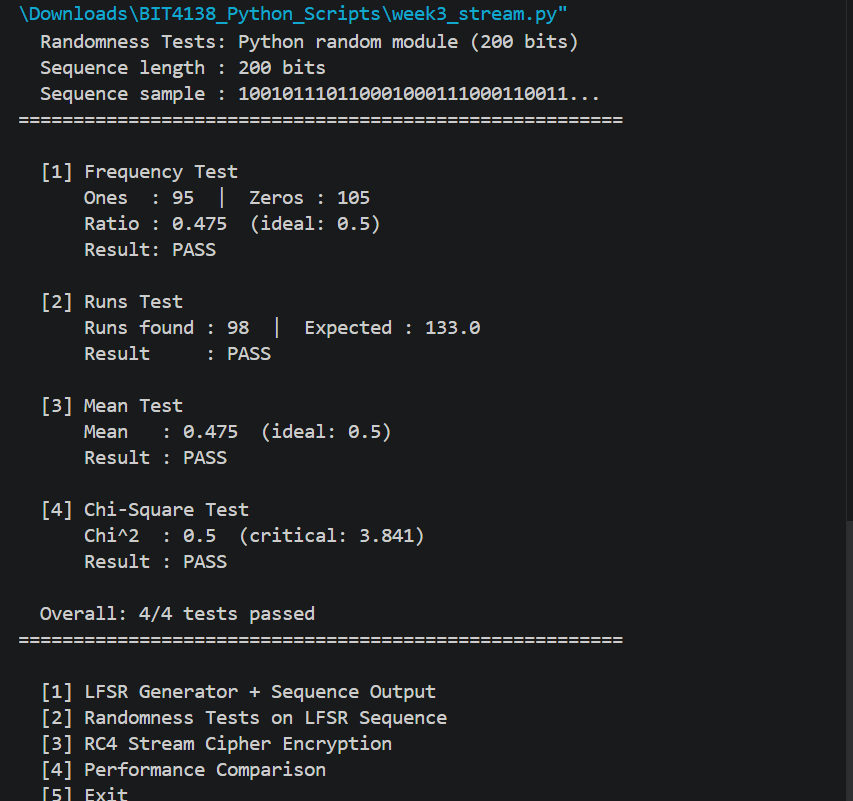 \Downloads\BIT4138_Python_Scripts\week3_stream.py"
Randomness Tests: Python random module (200 bits)
Sequence length : 200 bits
Sequence sample : 100101110110001000111000110011...
=======================================================
[1] Frequency Test
Ones  : 95  |  Zeros : 105
Ratio : 0.475  (ideal: 0.5)
Result: PASS
[2] Runs Test
Runs found : 98  |  Expected : 133.0
Result     : PASS
[3] Mean Test
Mean   : 0.475  (ideal: 0.5)
Result : PASS
[4] Chi-Square Test
Chi^2  : 0.5  (critical: 3.841)
Result : PASS
Overall: 4/4 tests passed
=======================================================
[1] LFSR Generator + Sequence Output
[2] Randomness Tests on LFSR Sequence
[3] RC4 Stream Cipher Encryption
[4] Performance Comparison
[5] Exit